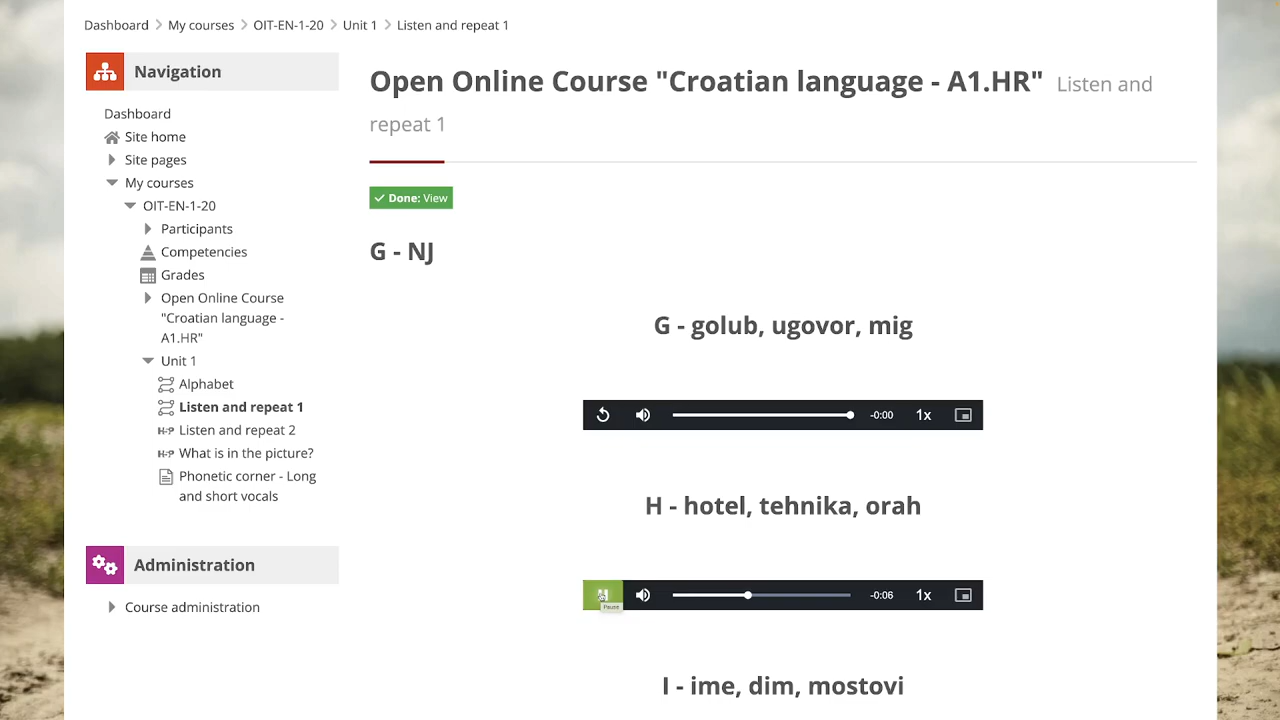 Dashboard > My courses > OIT-EN-1-20 > Unit 1 > Listen and repeat 1
Navigation
Dashboard
Site home
Site pages
My courses
OIT-EN-1-20
Participants
Competencies
Grades
Open Online Course
"Croatian language -
A1.HR"
Unit 1
Alphabet
Listen and repeat 1
H-P Listen and repeat 2
H-P What is in the picture?
Phonetic corner - Long
and short vocals
Administration
Course administration
Open Online Course "Croatian language - A1.HR" Listen and
repeat 1
Done: View
G - NJ
G - golub, ugovor, mig
-0:00 1x
H - hotel, tehnika, orah
-0:06 1x
Pause
I - ime, dim, mostovi